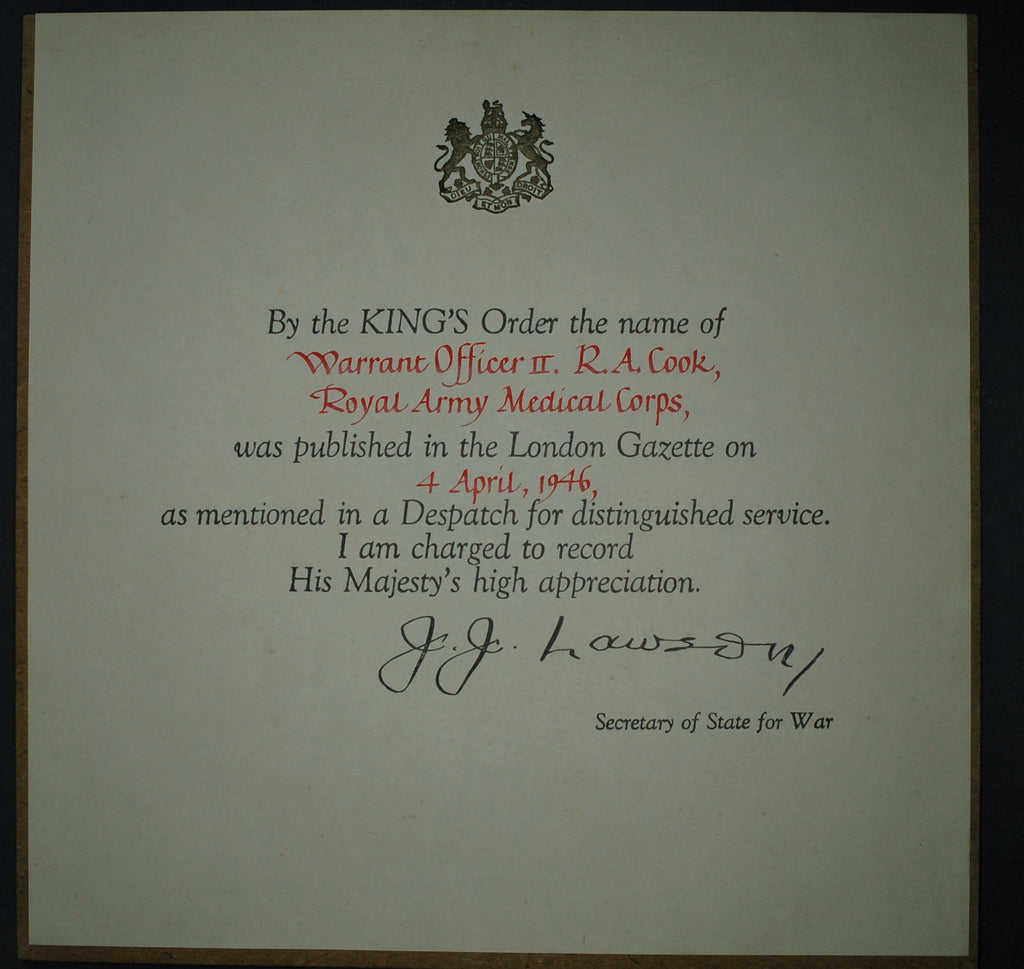 DIEU ET MON DROIT
By the KING'S Order the name of
Warrant Officer II. R.A. Cook,
Royal Army Medical Corps,
was published in the London Gazette on
4 April, 1946,
as mentioned in a Despatch for distinguished service.
I am charged to record
His Majesty's high appreciation.
J.J. Lawson
Secretary of State for War